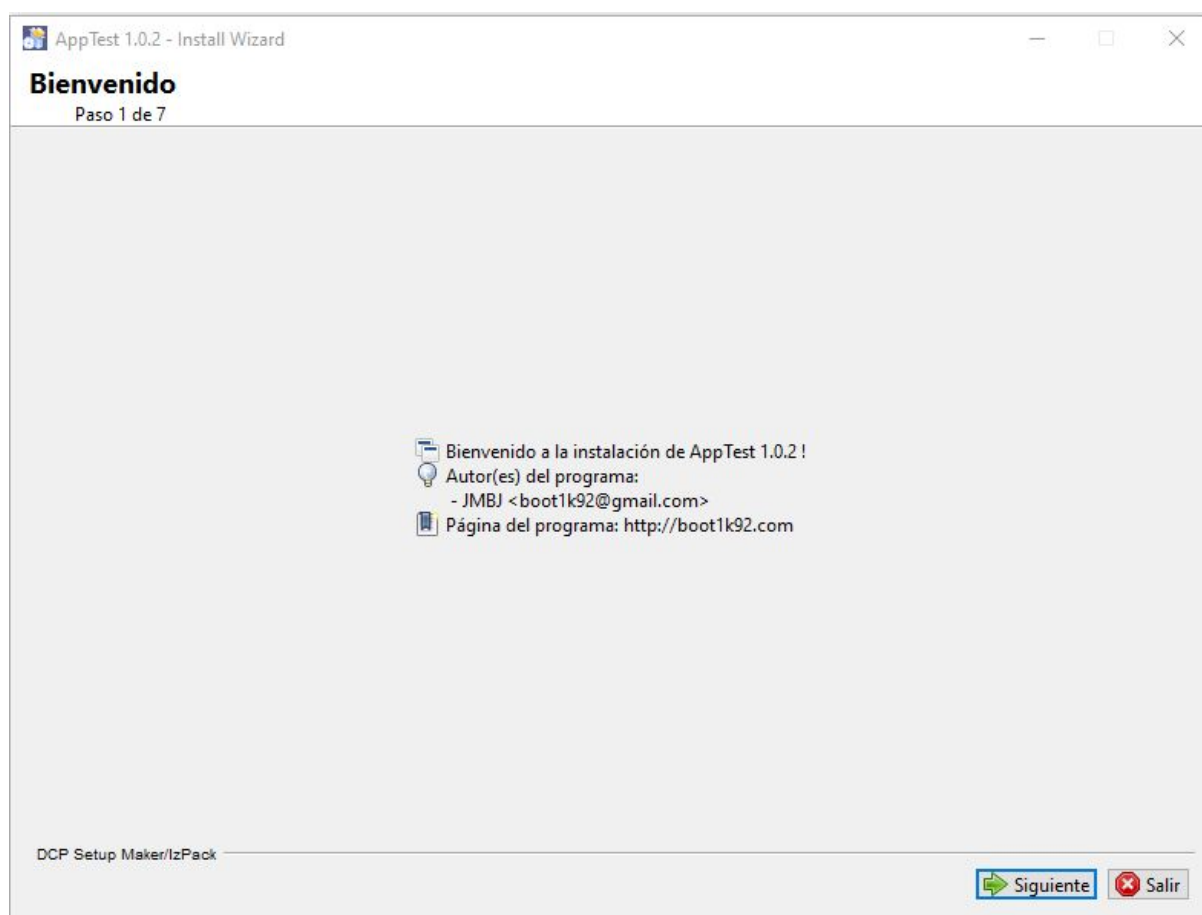 AppTest 1.0.2 - Install Wizard
Bienvenido
Paso 1 de 7
Bienvenido a la instalación de AppTest 1.0.2 !
Autor(es) del programa:
- JMBJ <boot1k92@gmail.com>
Página del programa: http://boot1k92.com
DCP Setup Maker/IzPack
Siguiente
Salir